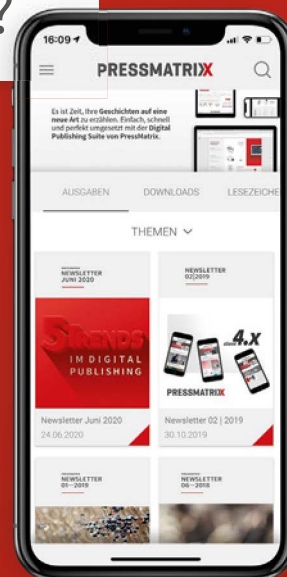 ?
16:09
PRESSMATRIXX
Es ist Zeit, Ihre Geschichten auf eine
neue Art zu erzählen. Einfach, schnell
und perfekt umgesetzt mit der Digital
Publishing Suite von PressMatrix.
AUSGABEN DOWNLOADS LESEZEICHE
THEMEN
NEWSLETTER
JUNI 2020
5 TRENDS
IM DIGITAL
PUBLISHING
Newsletter Juni 2020
24.06.2020
NEWSLETTER
02|2019
4.x
PRESSMATRIXX
Newsletter 02 | 2019
30.10.2019
NEWSLETTER
01–2019
NEWSLETTER
06–2018